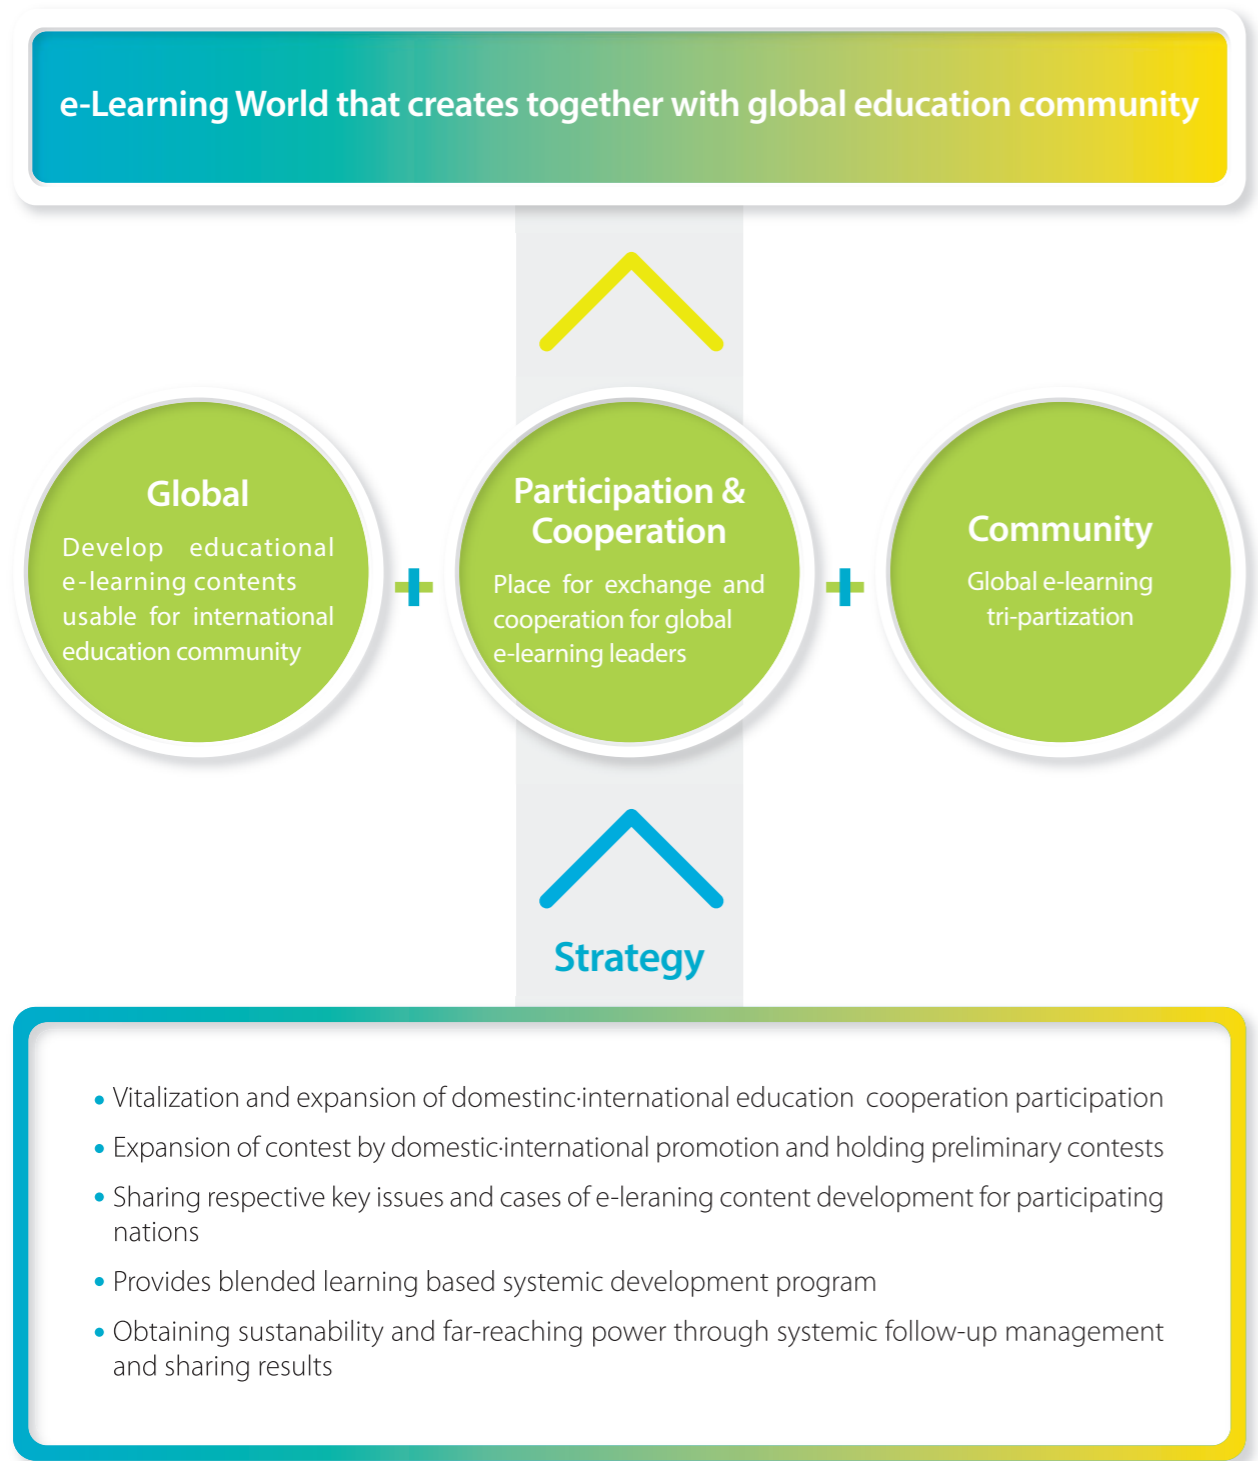 e-Learning World that creates together with global education community
Global
Develop educational
e-learning contents
usable for international
education community
+
Participation &
Cooperation
Place for exchange and
cooperation for global
e-learning leaders
+
Community
Global e-learning
tri-partization
Strategy
• Vitalization and expansion of domestinc·international education cooperation participation
• Expansion of contest by domestic·international promotion and holding preliminary contests
• Sharing respective key issues and cases of e-leraning content development for participating
nations
• Provides blended learning based systemic development program
• Obtaining sustanability and far-reaching power through systemic follow-up management
and sharing results